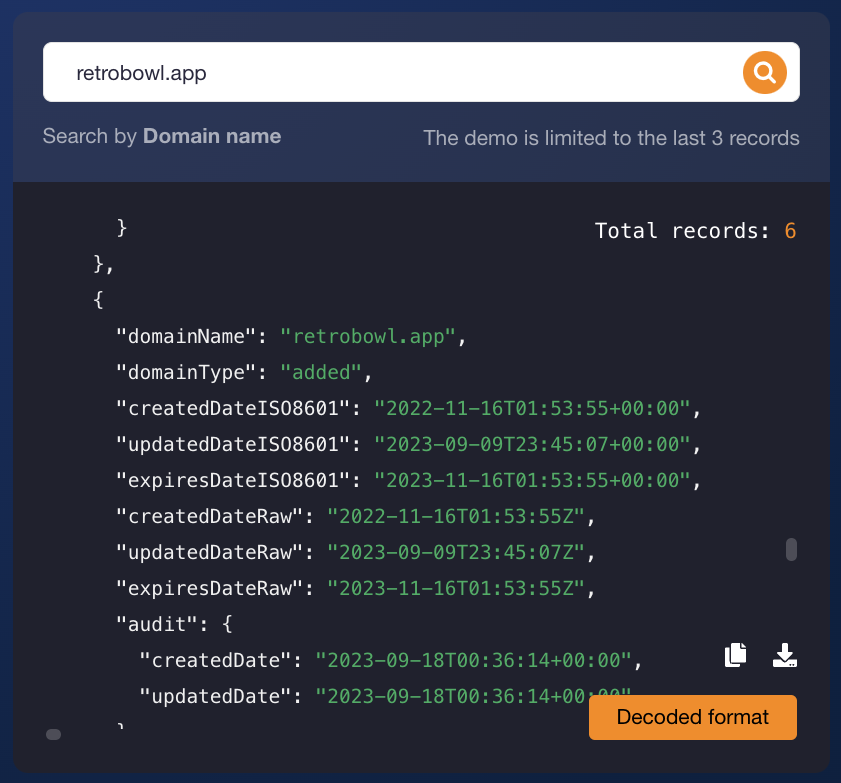 retrobowl.app
Search by Domain name
The demo is limited to the last 3 records
}
Total records: 6
},
{
"domainName": "retrobowl.app",
"domainType": "added",
"createdDateISO8601": "2022-11-16T01:53:55+00:00",
"updatedDateISO8601": "2023-09-09T23:45:07+00:00",
"expiresDateISO8601": "2023-11-16T01:53:55+00:00",
"createdDateRaw": "2022-11-16T01:53:55Z",
"updatedDateRaw": "2023-09-09T23:45:07Z",
"expiresDateRaw": "2023-11-16T01:53:55Z",
"audit": {
"createdDate": "2023-09-18T00:36:14+00:00",
"updatedDate": "2023-09-18T00:36:14+00:00"
}
Decoded format